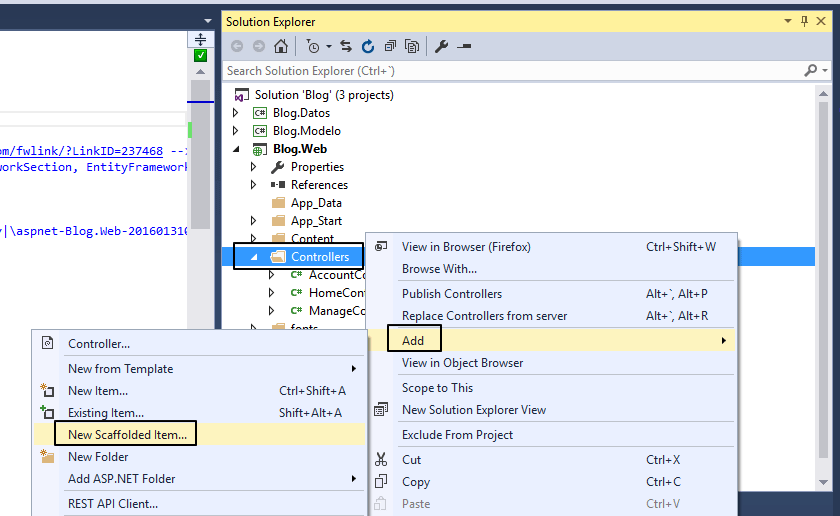 Solution Explorer
Search Solution Explorer (Ctrl+`)
Solution 'Blog' (3 projects)
C# Blog.Datos
C# Blog.Modelo
Blog.Web
om/fwlink/?LinkID=237468 --
Properties
workSection, EntityFramework
References
App_Data
App_Start
y|\aspnet-Blog.Web-201601310
Content
Controllers
C# AccountCo
C# HomeCont
C# ManageCo
fonts
View in Browser (Firefox) Ctrl+Shift+W
Browse With...
Publish Controllers Alt+`, Alt+P
Replace Controllers from server Alt+`, Alt+R
Add
View in Object Browser
Scope to This
New Solution Explorer View
Exclude From Project
Cut Ctrl+X
Copy Ctrl+C
Paste Ctrl+V
Controller...
New from Template
New Item... Ctrl+Shift+A
Existing Item... Shift+Alt+A
New Scaffolded Item...
New Folder
Add ASP.NET Folder
REST API Client...